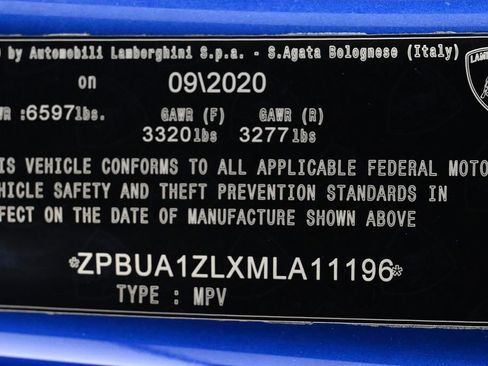 by Automobili Lamborghini S.p.a. - S.Agata Bolognese (Italy)
on 09\2020
:6597lbs. GAWR (F) GAWR (R)
3320lbs 3277lbs
IS VEHICLE CONFORMS TO ALL APPLICABLE FEDERAL MOTO
EHICLE SAFETY AND THEFT PREVENTION STANDARDS IN
FECT ON THE DATE OF MANUFACTURE SHOWN ABOVE
*ZPBUA1ZLXMLA11196*
TYPE : MPV